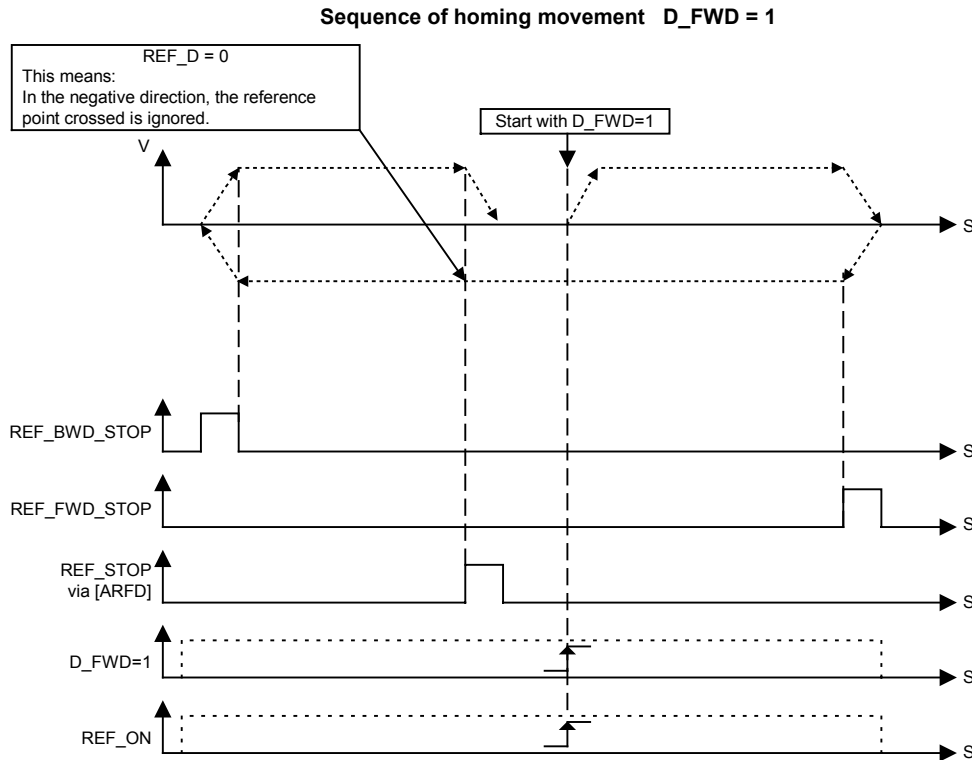 Sequence of homing movement D_FWD = 1
REF_D = 0
This means:
In the negative direction, the reference
point crossed is ignored.
Start with D_FWD=1
V
S
REF_BWD_STOP
S
REF_FWD_STOP
S
REF_STOP
via [ARFD]
S
D_FWD=1
S
REF_ON
S